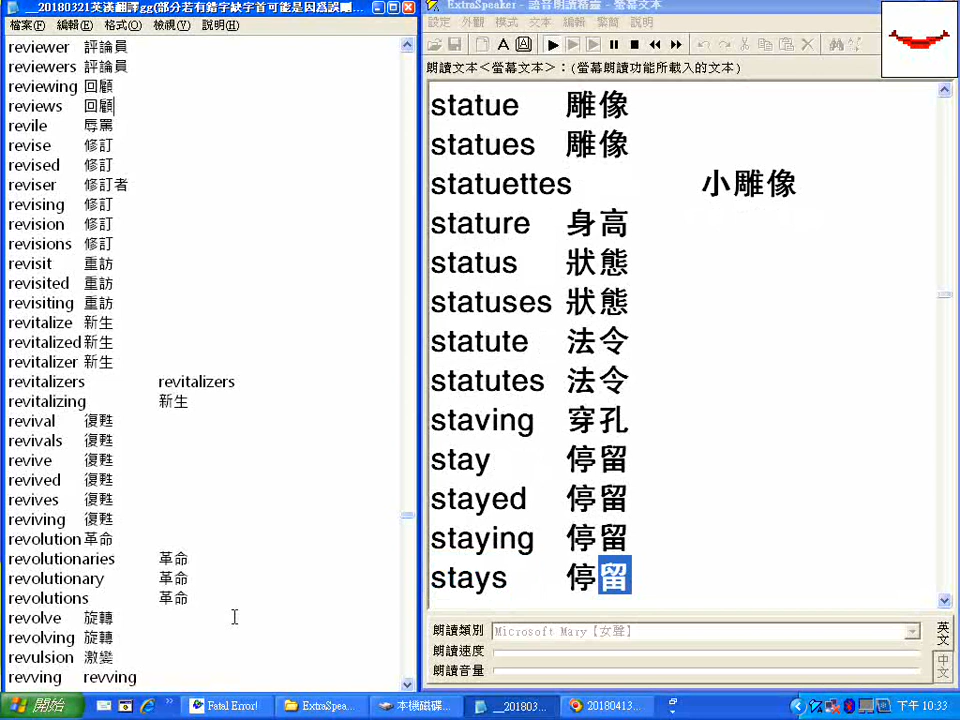 __20180321英漢翻譯gg(部分若有錯字缺字首可能是因爲誤刪...
檔案(F) 編輯(E) 格式(O) 檢視(V) 說明(H)
reviewer 評論員
reviewers 評論員
reviewing 回顧
reviews 回顧
revile 辱罵
revise 修訂
revised 修訂
reviser 修訂者
revising 修訂
revision 修訂
revisions 修訂
revisit 重訪
revisited 重訪
revisiting 重訪
revitalize 新生
revitalized 新生
revitalizer 新生
revitalizers revitalizers
revitalizing 新生
revival 復甦
revivals 復甦
revive 復甦
revived 復甦
revives 復甦
reviving 復甦
revolution 革命
revolutionaries 革命
revolutionary 革命
revolutions 革命
revolve 旋轉
revolving 旋轉
revulsion 激變
revving revving
ExtraSpeaker - 語音朗讀精靈 - 螢幕文本
設定 外觀 模式 文本 編輯 繁簡 說明
朗讀文本<螢幕文本>：(螢幕朗讀功能所載入的文本)
statue 雕像
statues 雕像
statuettes 小雕像
stature 身高
status 狀態
statuses 狀態
statute 法令
statutes 法令
staving 穿孔
stay 停留
stayed 停留
staying 停留
stays 停留
朗讀類別 Microsoft Mary【女聲】
朗讀速度
朗讀音量
英文
中文
開始
Fatal Error!
ExtraSpea...
本機磁碟...
__201803...
20180413...
下午 10:33